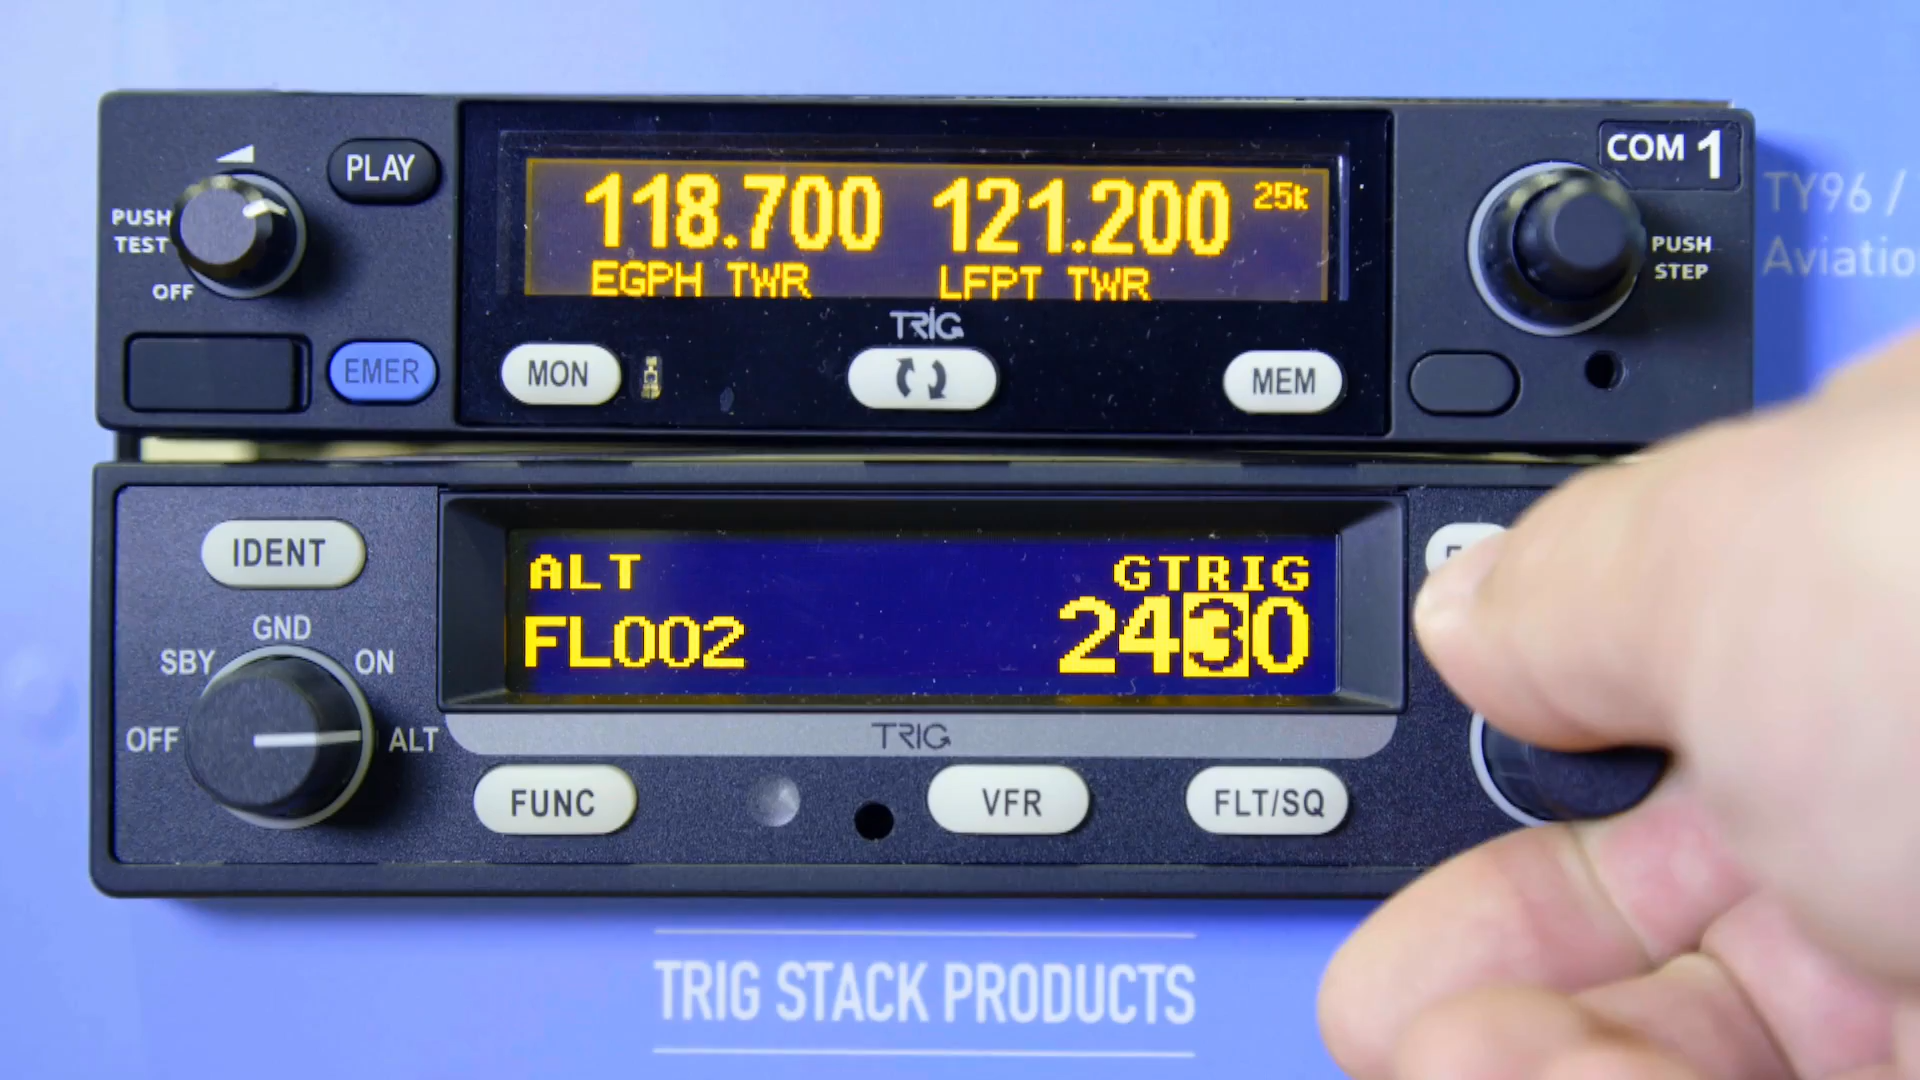 PLAY
PUSH
TEST
OFF
EMER
118.700 121.200 25k
EGPH TWR LFPT TWR
TRIG
MON
MEM
COM 1
PUSH
STEP
TY96 /
Aviatio
IDENT
GND
SBY
ON
OFF
ALT
ALT GTRIG
FL002 2430
TRIG
FUNC
VFR
FLT/SQ
TRIG STACK PRODUCTS